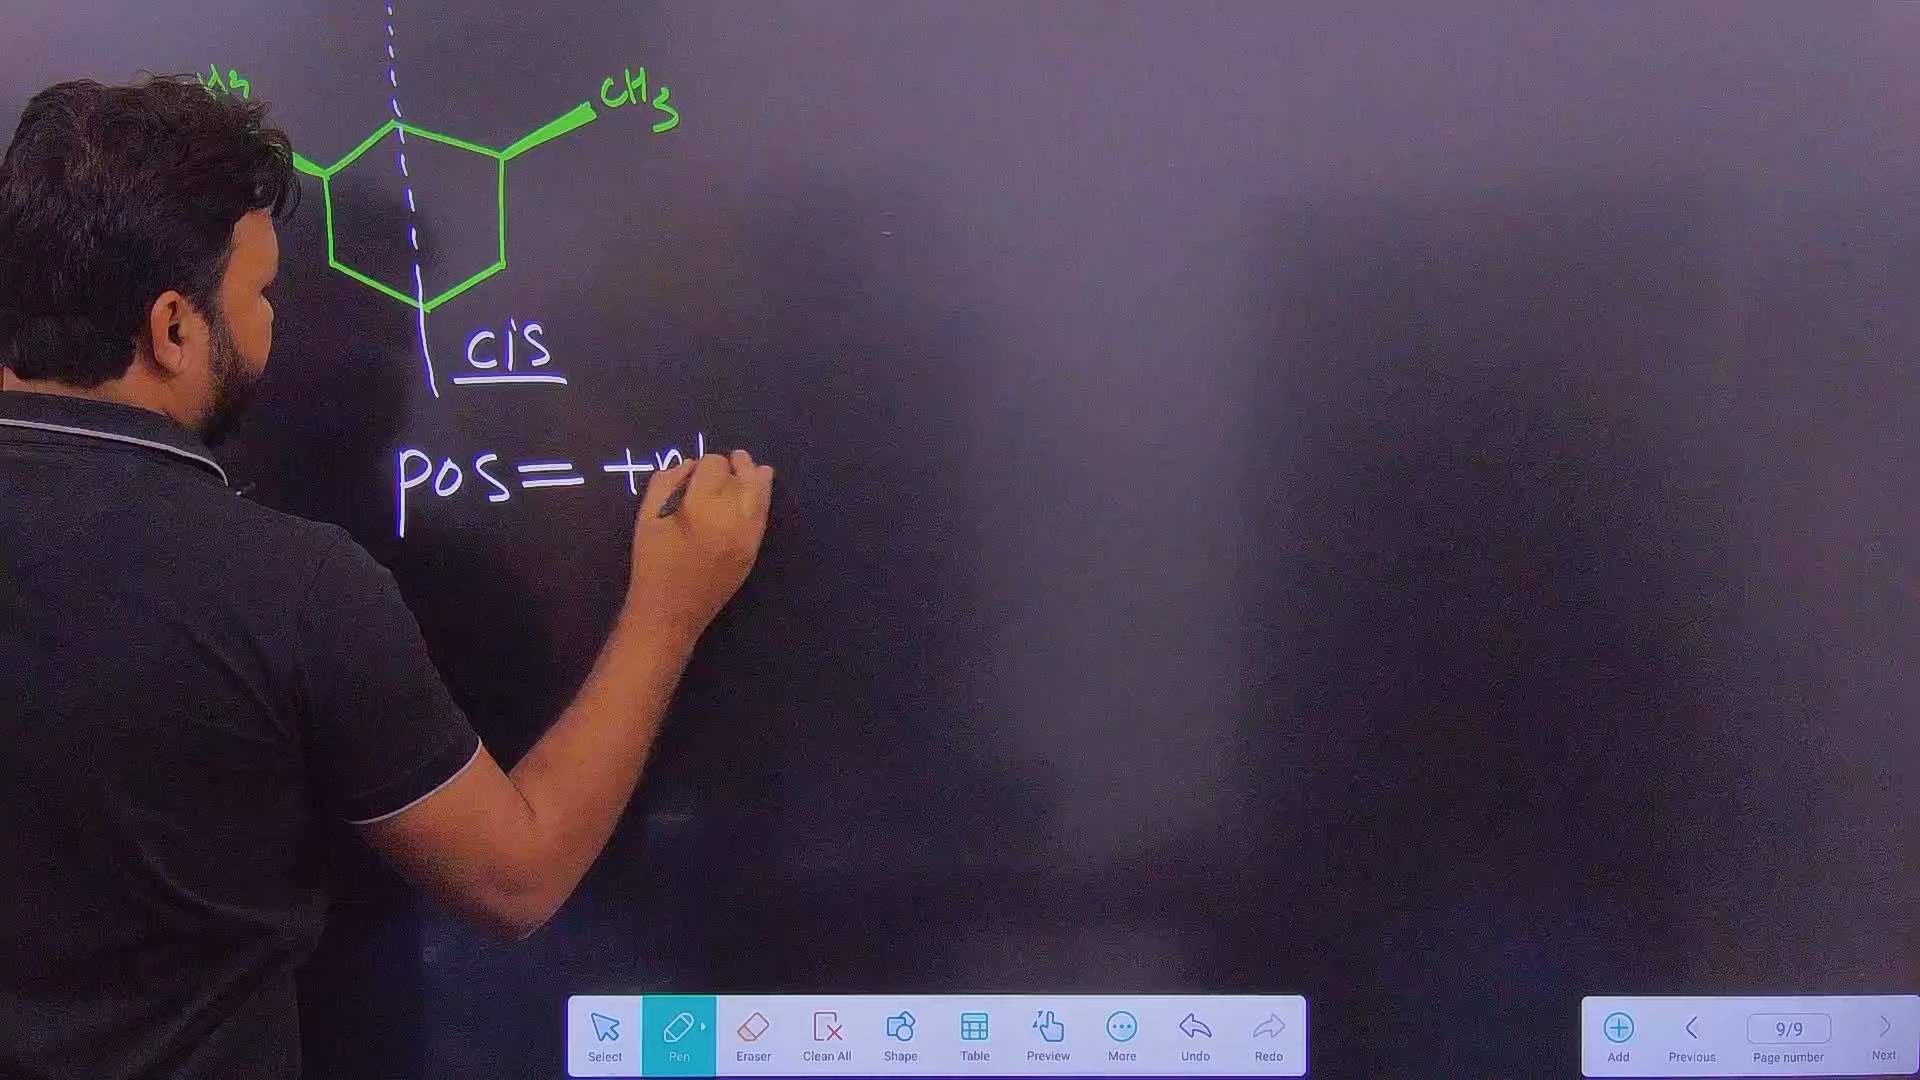 CH3
cis
pos = +
Select
Pen
Eraser
Clean All
Shape
Table
Preview
More
Undo
Redo
Add
Previous
9/9
Page number
Next